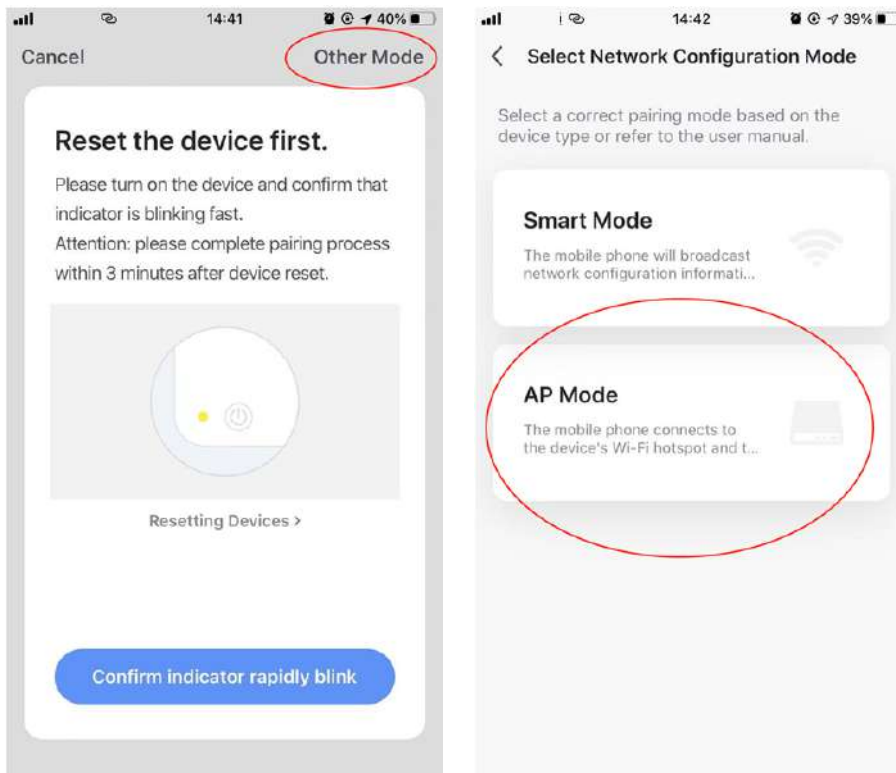 14:41
40%
Cancel
Other Mode
Reset the device first.
Please turn on the device and confirm that
indicator is blinking fast.
Attention: please complete pairing process
within 3 minutes after device reset.
Resetting Devices >
Confirm indicator rapidly blink
14:42
39%
Select Network Configuration Mode
Select a correct pairing mode based on the
device type or refer to the user manual.
Smart Mode
The mobile phone will broadcast
network configuration informati...
AP Mode
The mobile phone connects to
the device's Wi-Fi hotspot and t...